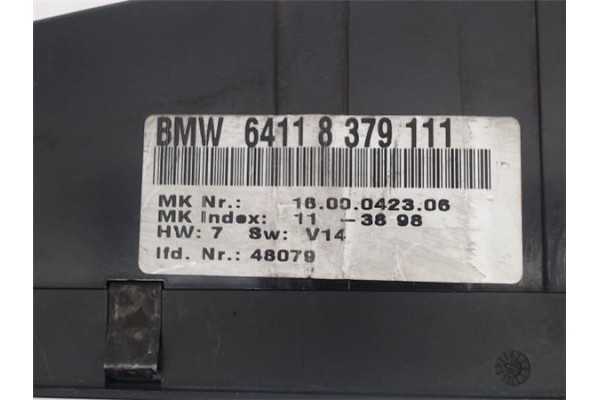 BMW 6411 8 379 111
MK Nr.: 16.00.0423.06
MK Index: 11 -38 98
HW: 7 Sw: V14
lfd. Nr.: 48079